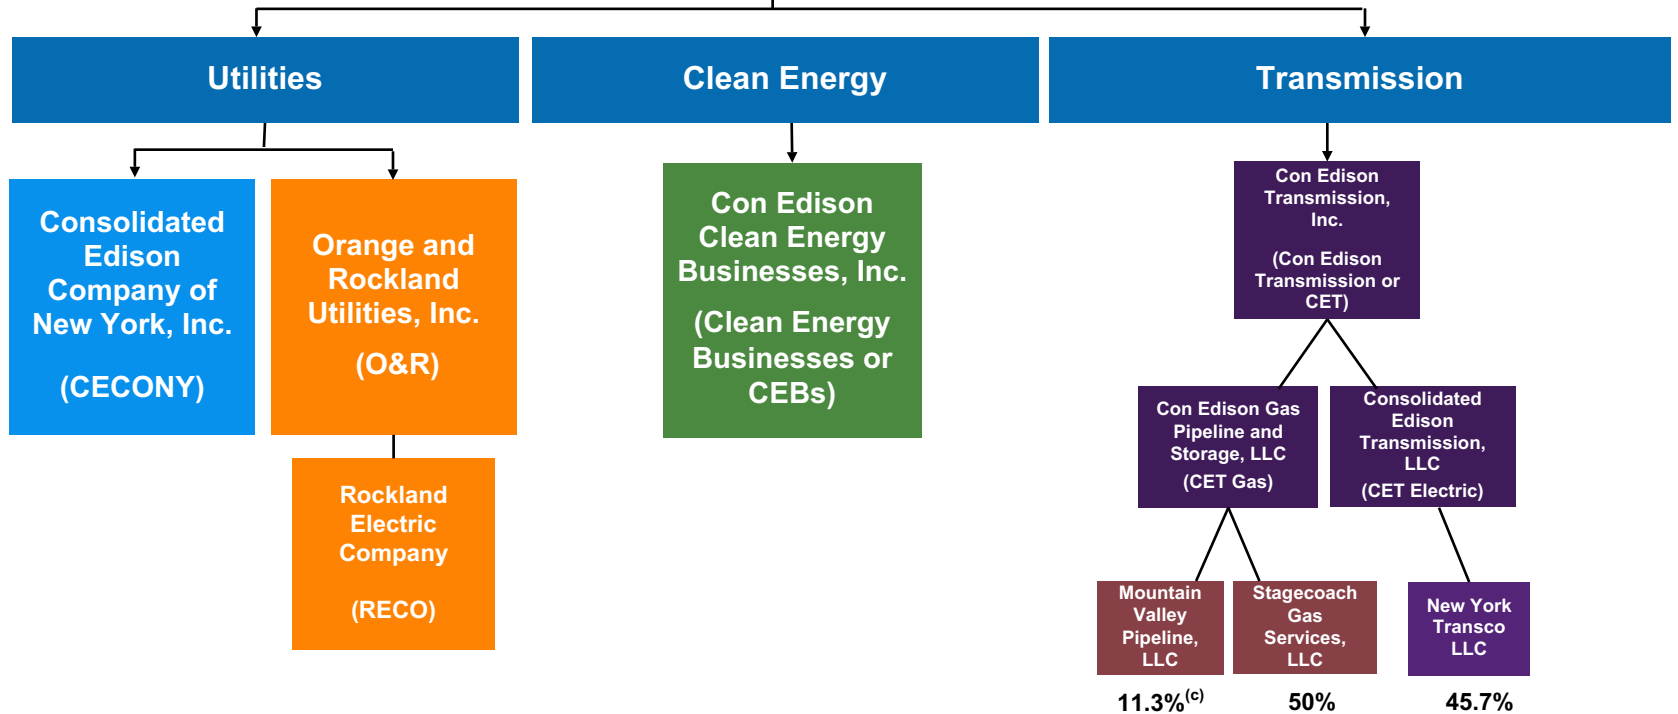 Utilities
Clean Energy
Transmission
Consolidated
Edison
Company of
New York, Inc.
(CECONY)
Orange and
Rockland
Utilities, Inc.
(O&R)
Rockland
Electric
Company
(RECO)
Con Edison
Clean Energy
Businesses, Inc.
(Clean Energy
Businesses or
CEBs)
Con Edison
Transmission,
Inc.
(Con Edison
Transmission or
CET)
Con Edison Gas
Pipeline and
Storage, LLC
(CET Gas)
Consolidated
Edison
Transmission,
LLC
(CET Electric)
Mountain
Valley
Pipeline,
LLC
11.3%(c)
Stagecoach
Gas
Services,
LLC
50%
New York
Transco
LLC
45.7%